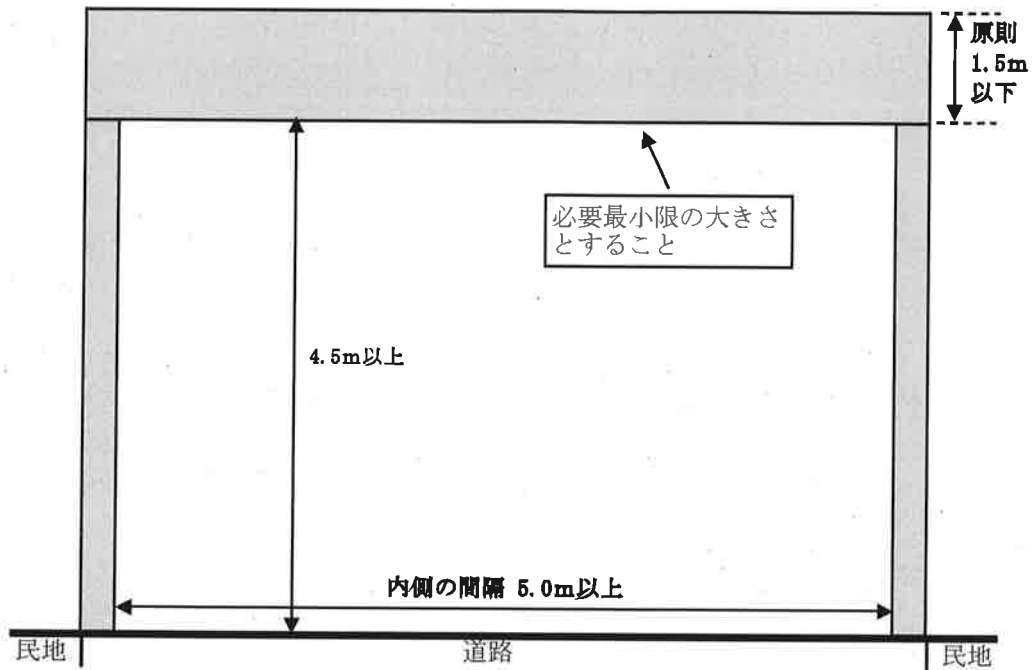 原則
1.5m
以下
必要最小限の大きさ
とすること
4.5m以上
内側の間隔 5.0m以上
民地
道路
民地